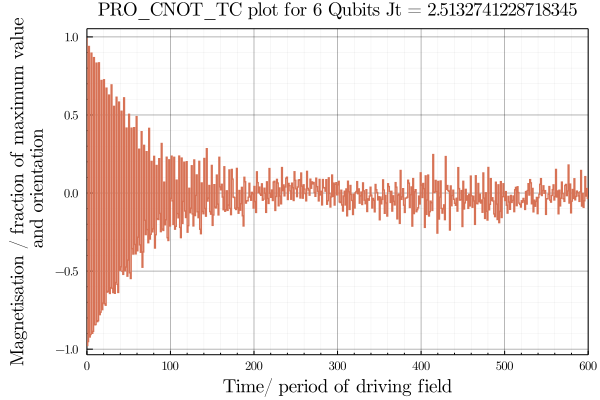 PRO_CNOT_TC plot for 6 Qubits Jt = 2.5132741228718345
Magnetisation / fraction of maximum value
and orientation
1.0
0.5
0.0
−0.5
−1.0
0 100 200 300 400 500 600
Time/ period of driving field